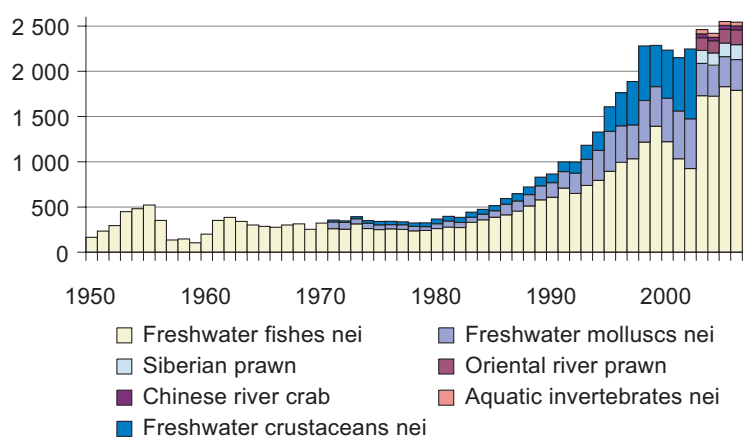 2 500
2 000
1 500
1 000
500
0
1950 1960 1970 1980 1990 2000
Freshwater fishes nei Freshwater molluscs nei
Siberian prawn Oriental river prawn
Chinese river crab Aquatic invertebrates nei
Freshwater crustaceans nei